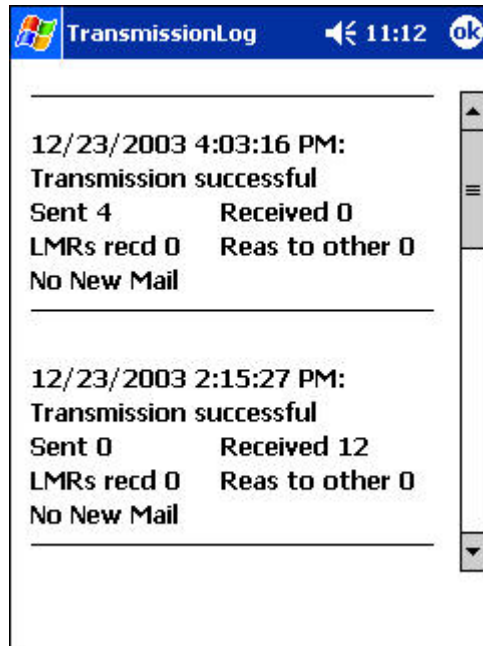 TransmissionLog 11:12 ok
12/23/2003 4:03:16 PM:
Transmission successful
Sent 4 Received 0
LMRs recd 0 Reas to other 0
No New Mail
12/23/2003 2:15:27 PM:
Transmission successful
Sent 0 Received 12
LMRs recd 0 Reas to other 0
No New Mail